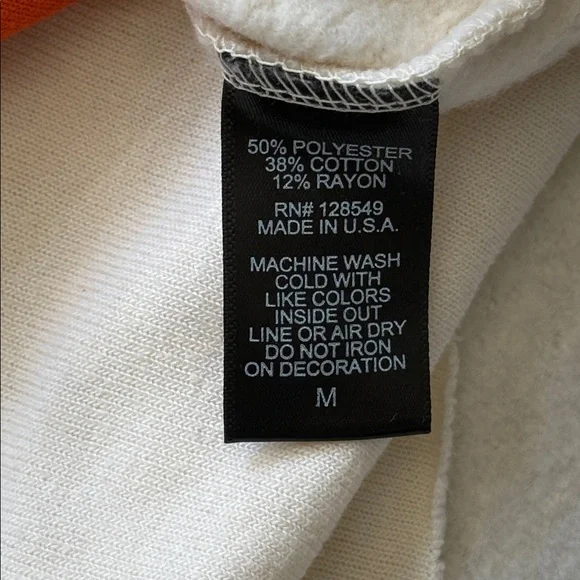 50% POLYESTER
38% COTTON
12% RAYON
RN# 128549
MADE IN U.S.A.
MACHINE WASH
COLD WITH
LIKE COLORS
INSIDE OUT
LINE OR AIR DRY
DO NOT IRON
ON DECORATION
M